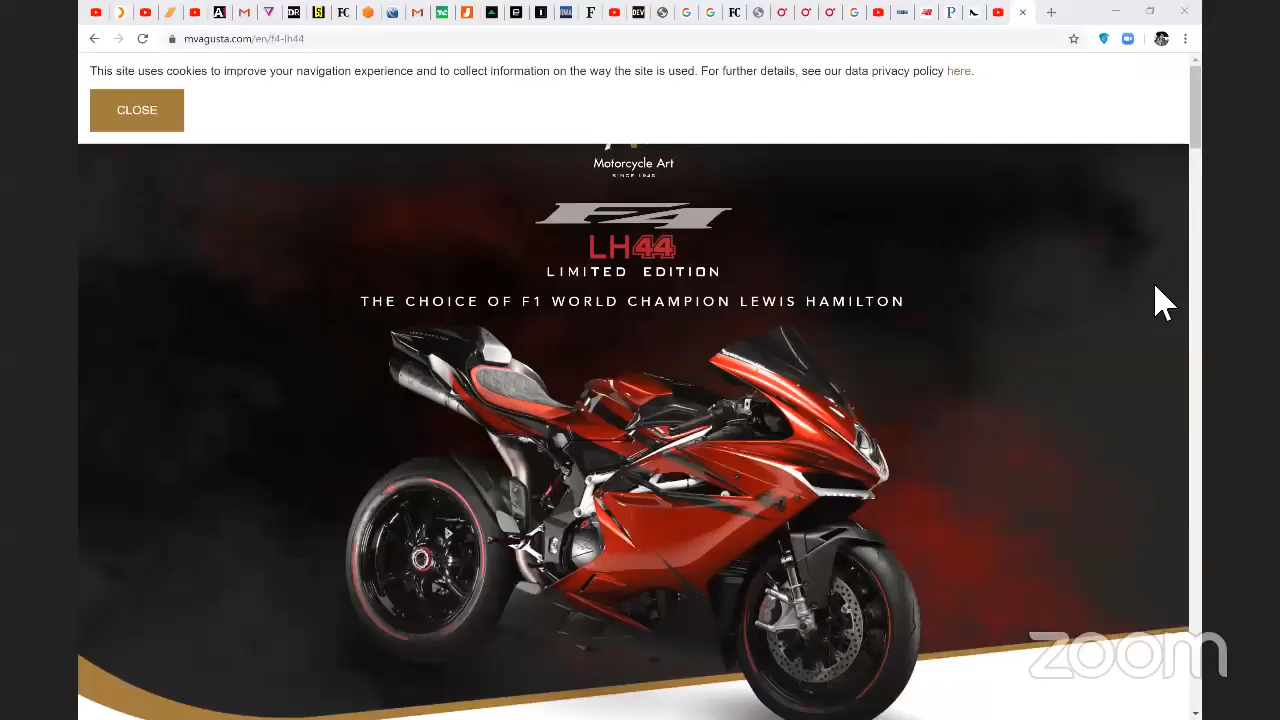 mvagusta.com/en/f4-lh44
This site uses cookies to improve your navigation experience and to collect information on the way the site is used. For further details, see our data privacy policy here.
CLOSE
Motorcycle Art
SINCE 1945
F4
LH44
LIMITED EDITION
THE CHOICE OF F1 WORLD CHAMPION LEWIS HAMILTON
zoom